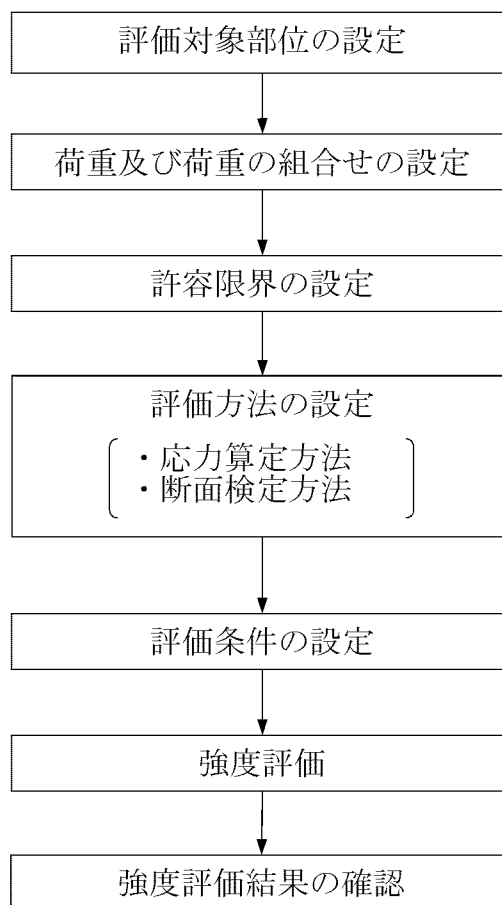 評価対象部位の設定
荷重及び荷重の組合せの設定
許容限界の設定
評価方法の設定
・応力算定方法
・断面検定方法
評価条件の設定
強度評価
強度評価結果の確認